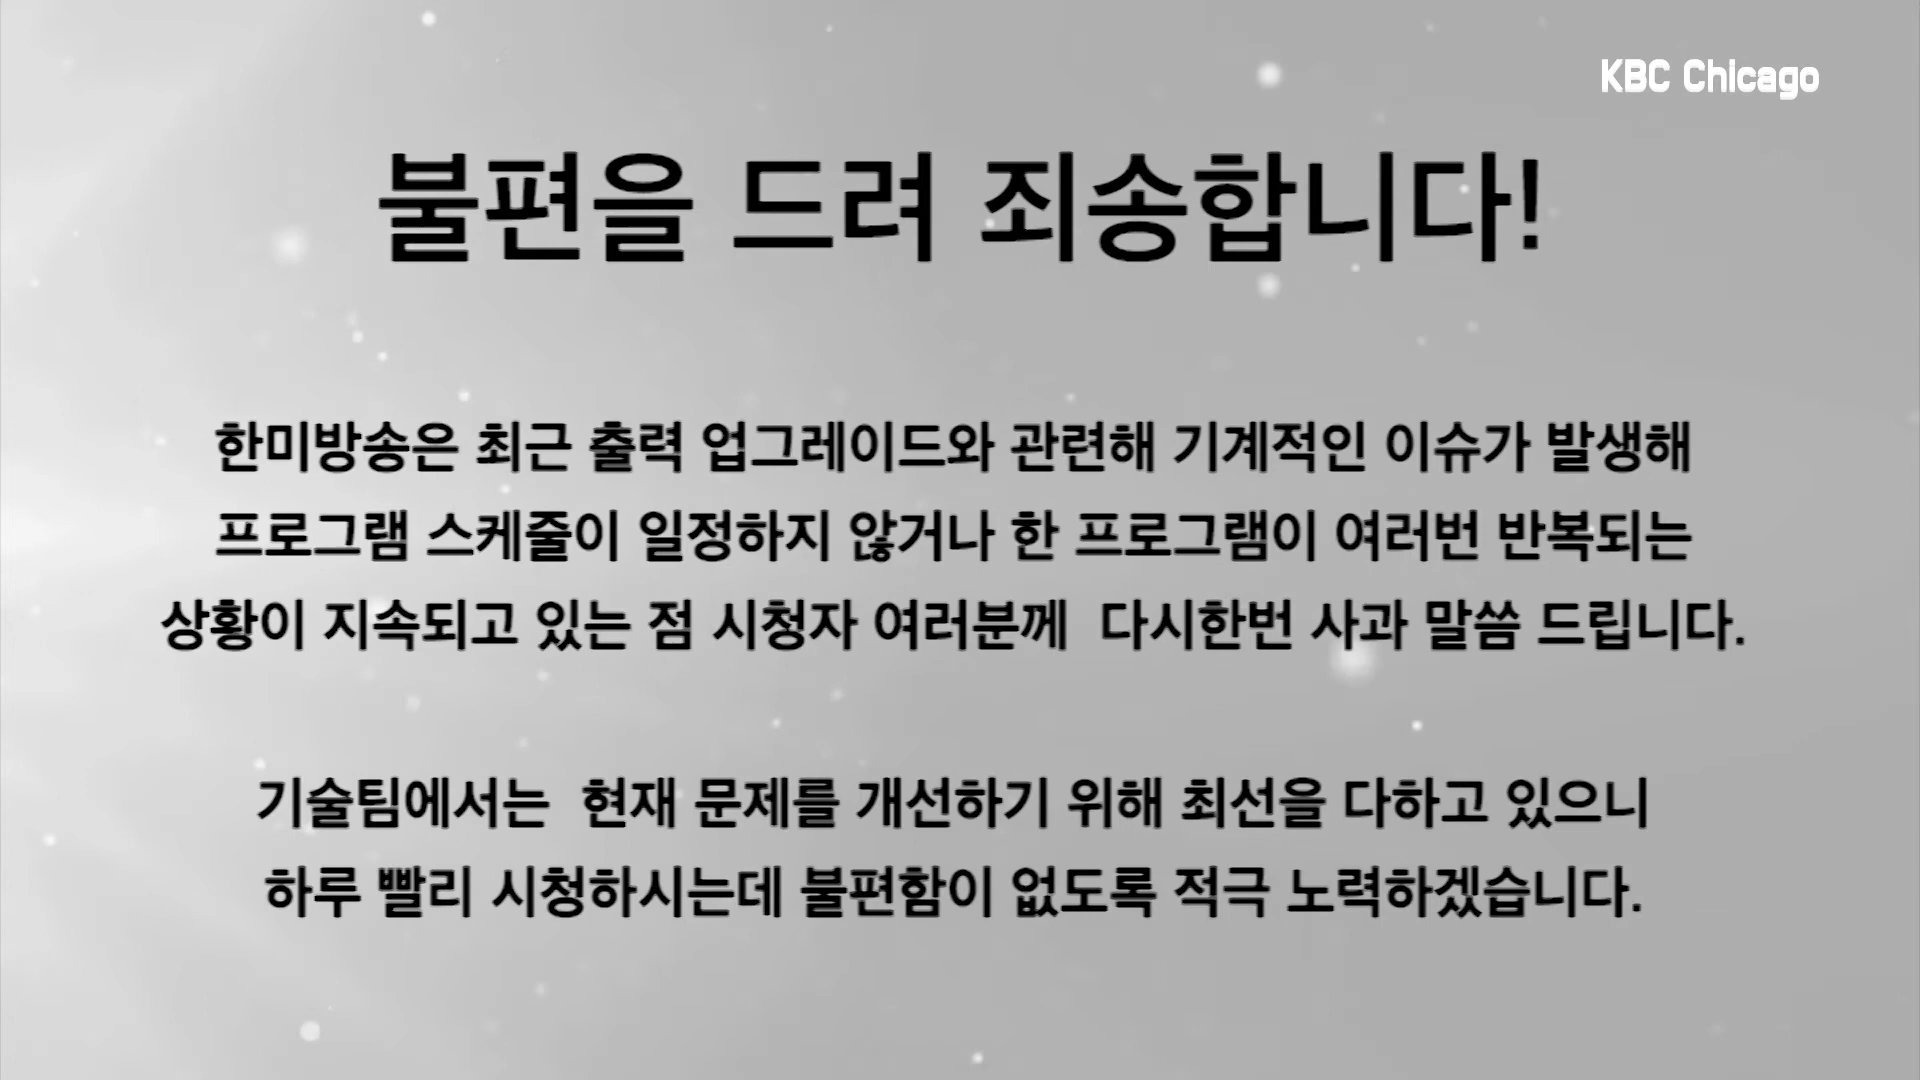 KBC Chicago
불편을 드려 죄송합니다!
한미방송은 최근 출력 업그레이드와 관련해 기계적인 이슈가 발생해
프로그램 스케줄이 일정하지 않거나 한 프로그램이 여러번 반복되는
상황이 지속되고 있는 점 시청자 여러분께 다시한번 사과 말씀 드립니다.
기술팀에서는 현재 문제를 개선하기 위해 최선을 다하고 있으니
하루 빨리 시청하시는데 불편함이 없도록 적극 노력하겠습니다.